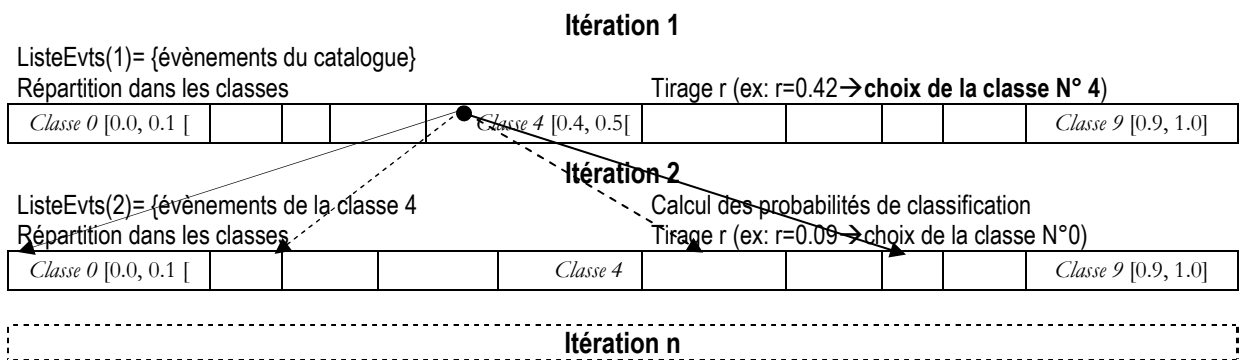 Itération 1
ListeEvts(1)= {évènements du catalogue}
Répartition dans les classes Tirage r (ex: r=0.42→choix de la classe N° 4)
Classe 0 [0.0, 0.1 [ Classe 4 [0.4, 0.5[ Classe 9 [0.9, 1.0]
Itération 2
ListeEvts(2)= {évènements de la classe 4 Calcul des probabilités de classification
Répartition dans les classes Tirage r (ex: r=0.09→choix de la classe N°0)
Classe 0 [0.0, 0.1 [ Classe 4 Classe 9 [0.9, 1.0]
Itération n